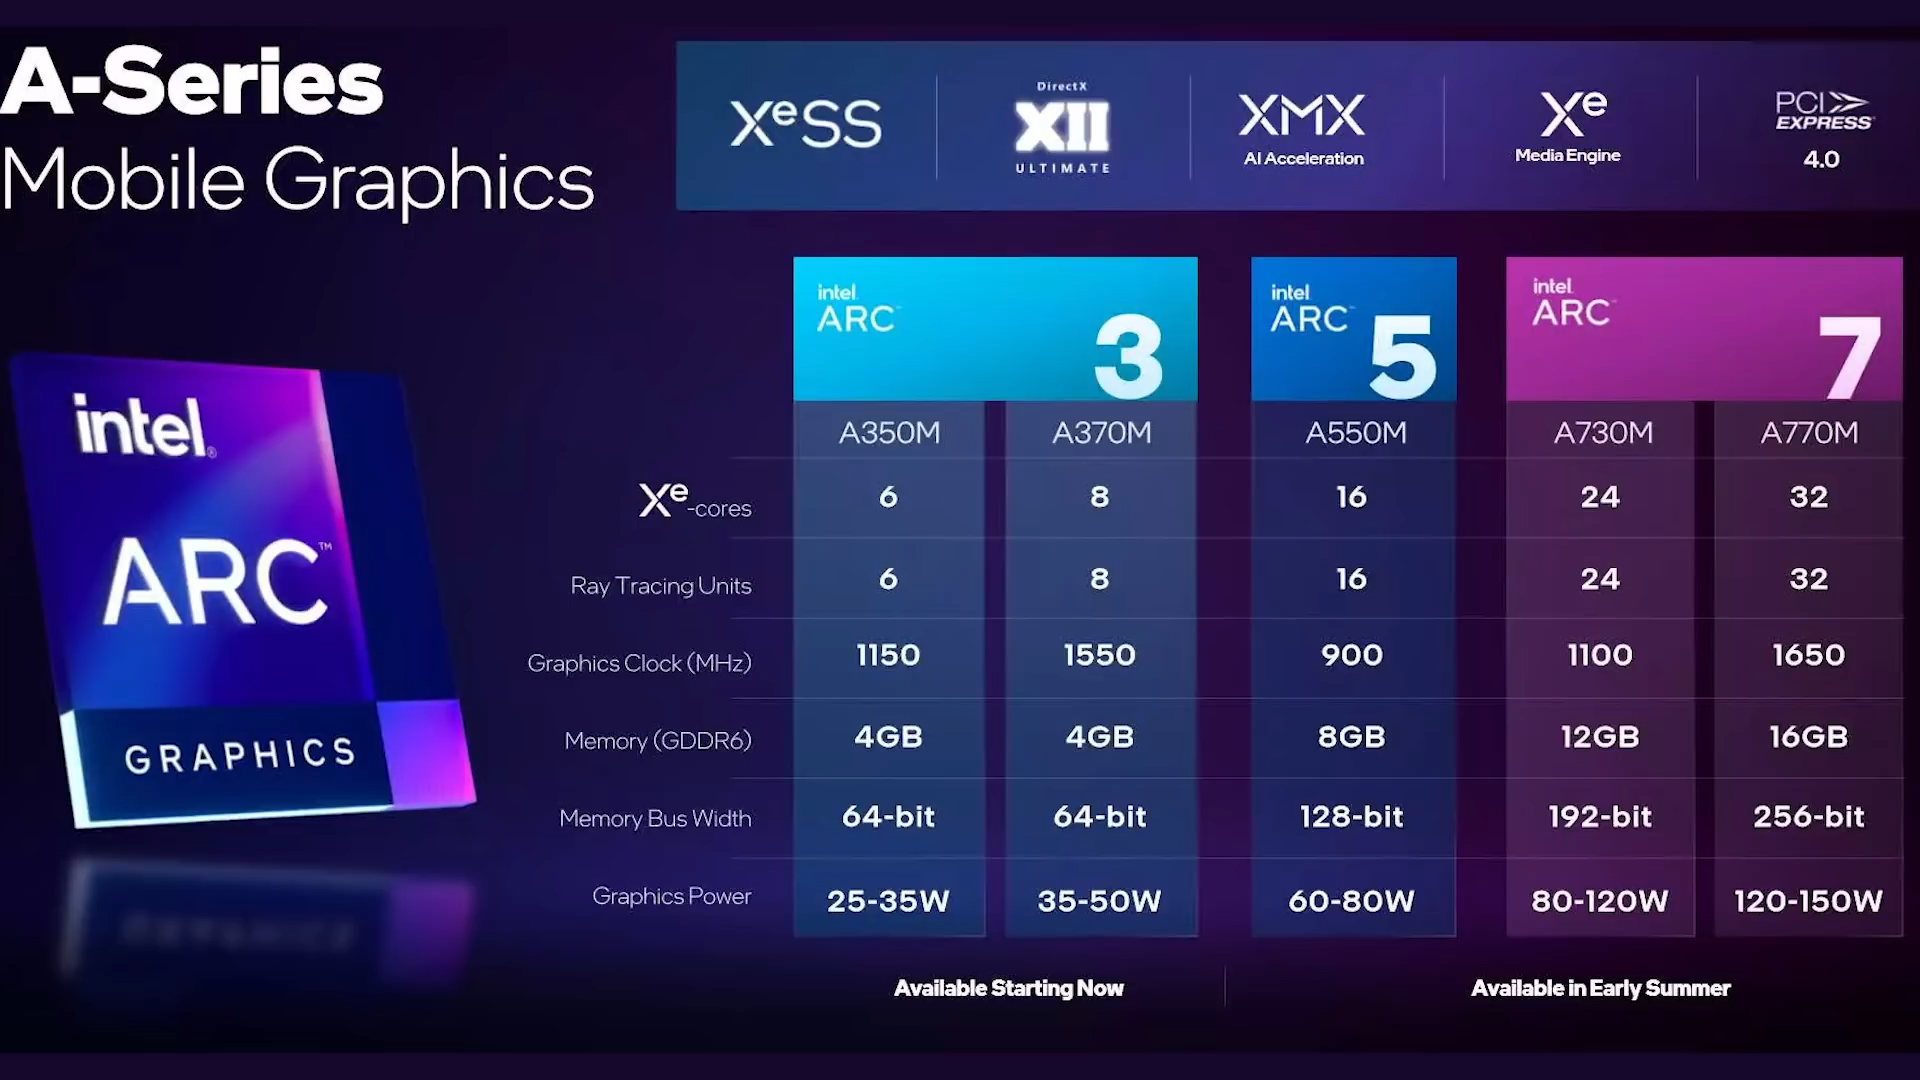 A-Series
Mobile Graphics
XeSS
DirectX
XII
ULTIMATE
XMX
AI Acceleration
Xe
Media Engine
PCI
EXPRESS®
4.0
intel®
ARC™
GRAPHICS
intel
ARC™
3
intel
ARC™
5
intel
ARC™
7
A350M A370M A550M A730M A770M
Xe-cores 6 8 16 24 32
Ray Tracing Units 6 8 16 24 32
Graphics Clock (MHz) 1150 1550 900 1100 1650
Memory (GDDR6) 4GB 4GB 8GB 12GB 16GB
Memory Bus Width 64-bit 64-bit 128-bit 192-bit 256-bit
Graphics Power 25-35W 35-50W 60-80W 80-120W 120-150W
Available Starting Now
Available in Early Summer